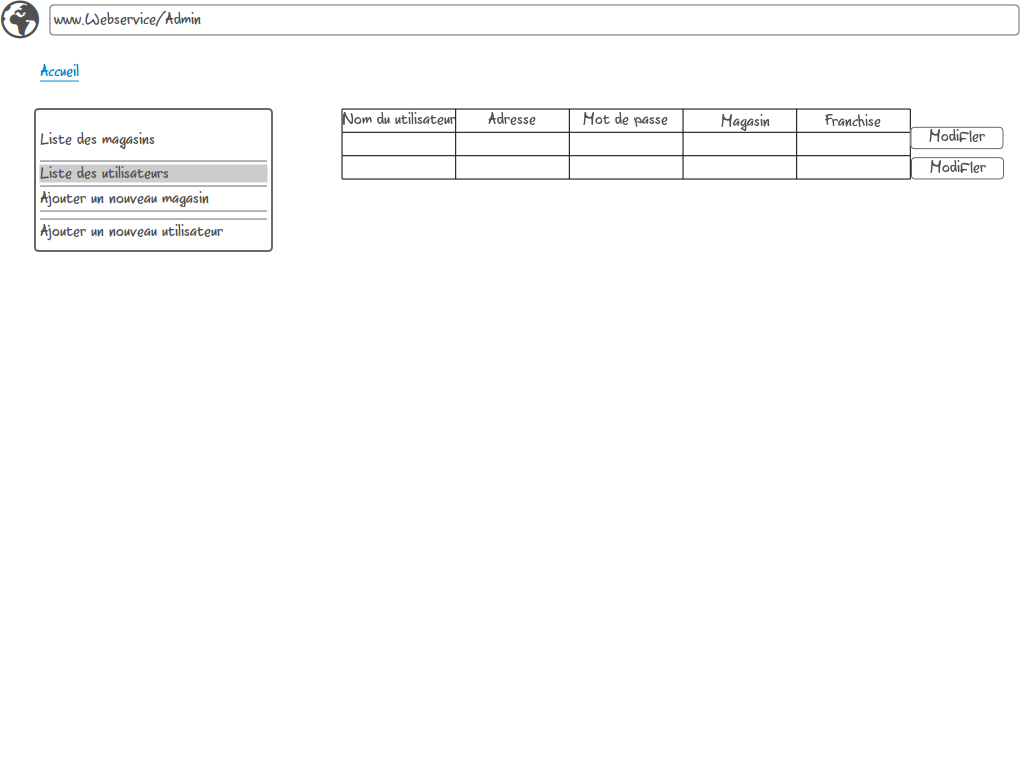 www.Webservice/Admin
Accueil
Liste des magasins
Liste des utilisateurs
Ajouter un nouveau magasin
Ajouter un nouveau utilisateur
Nom du utilisateur Adresse Mot de passe Magasin Franchise
Modifier
Modifier